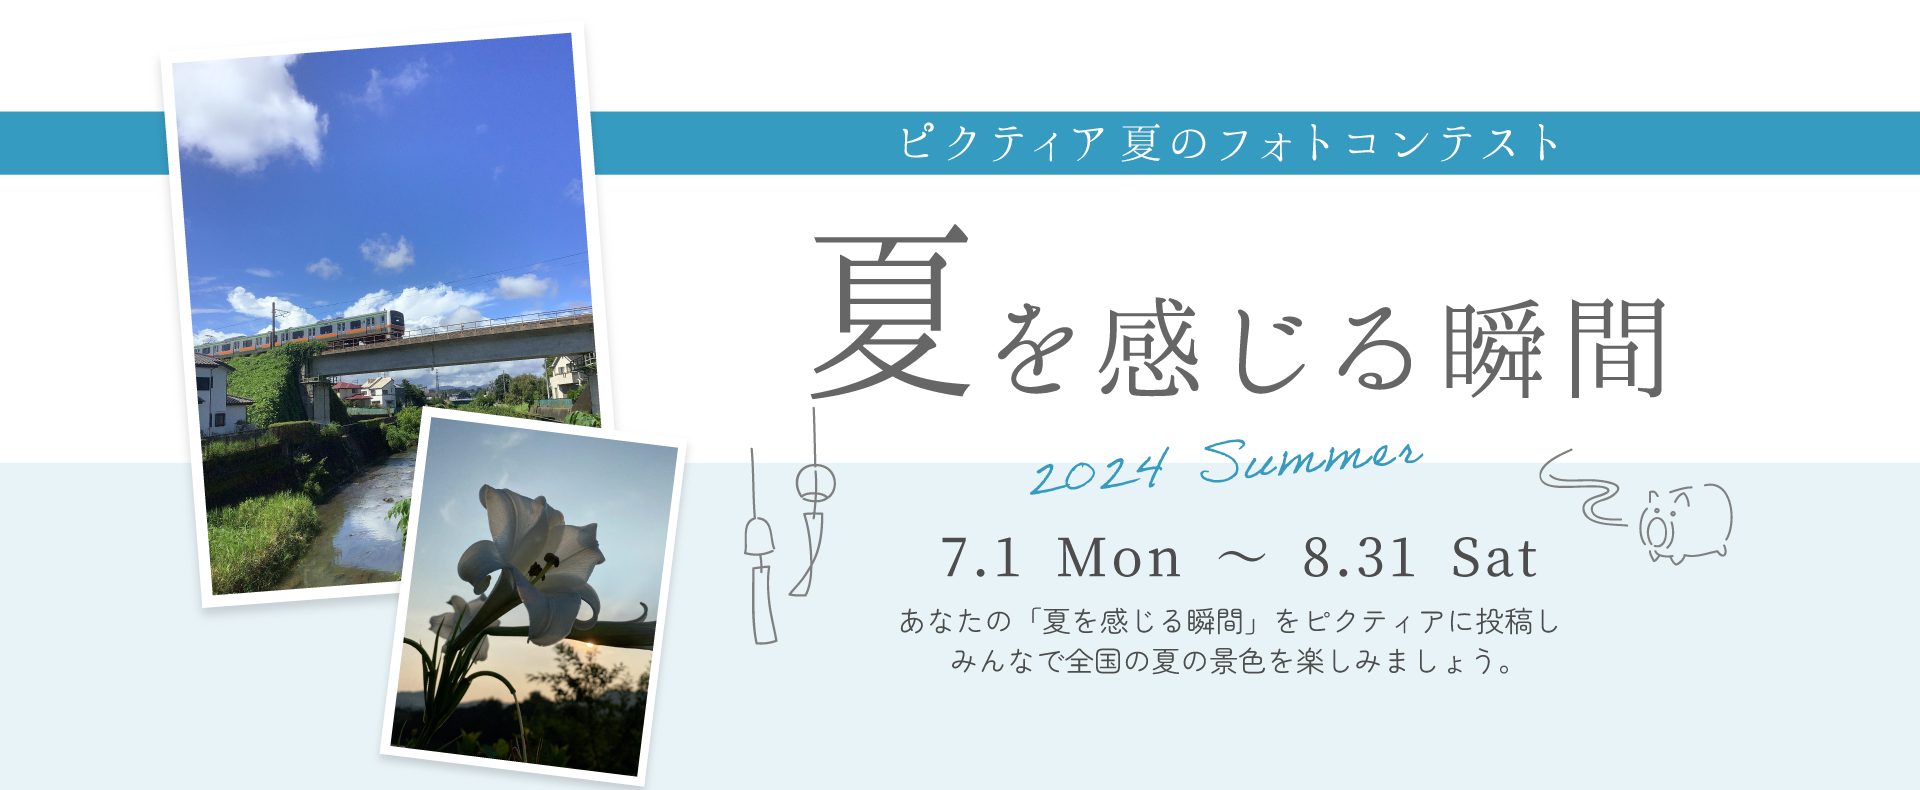 ピクティア 夏のフォトコンテスト
夏を感じる瞬間
2024 Summer
7.1 Mon ～ 8.31 Sat
あなたの「夏を感じる瞬間」をピクティアに投稿し
みんなで全国の夏の景色を楽しみましょう。